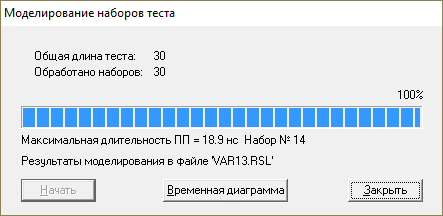 Моделирование наборов теста
Общая длина теста: 30
Обработано наборов: 30
100%
Максимальная длительность ПП = 18.9 нс Набор № 14
Результаты моделирования в файле 'VAR13.RSL'
Начать Временная диаграмма Закрыть